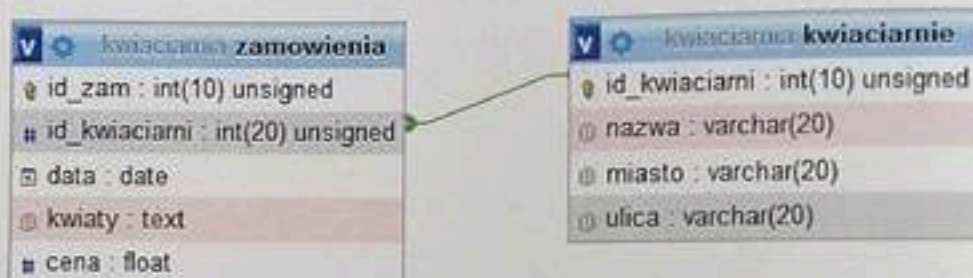 kwiaciarnia zamowienia
id_zam : int(10) unsigned
id_kwiaciarni : int(20) unsigned
data : date
kwiaty : text
cena : float
kwiaciarnia kwiaciarnie
id_kwiaciarni : int(10) unsigned
nazwa : varchar(20)
miasto : varchar(20)
ulica : varchar(20)